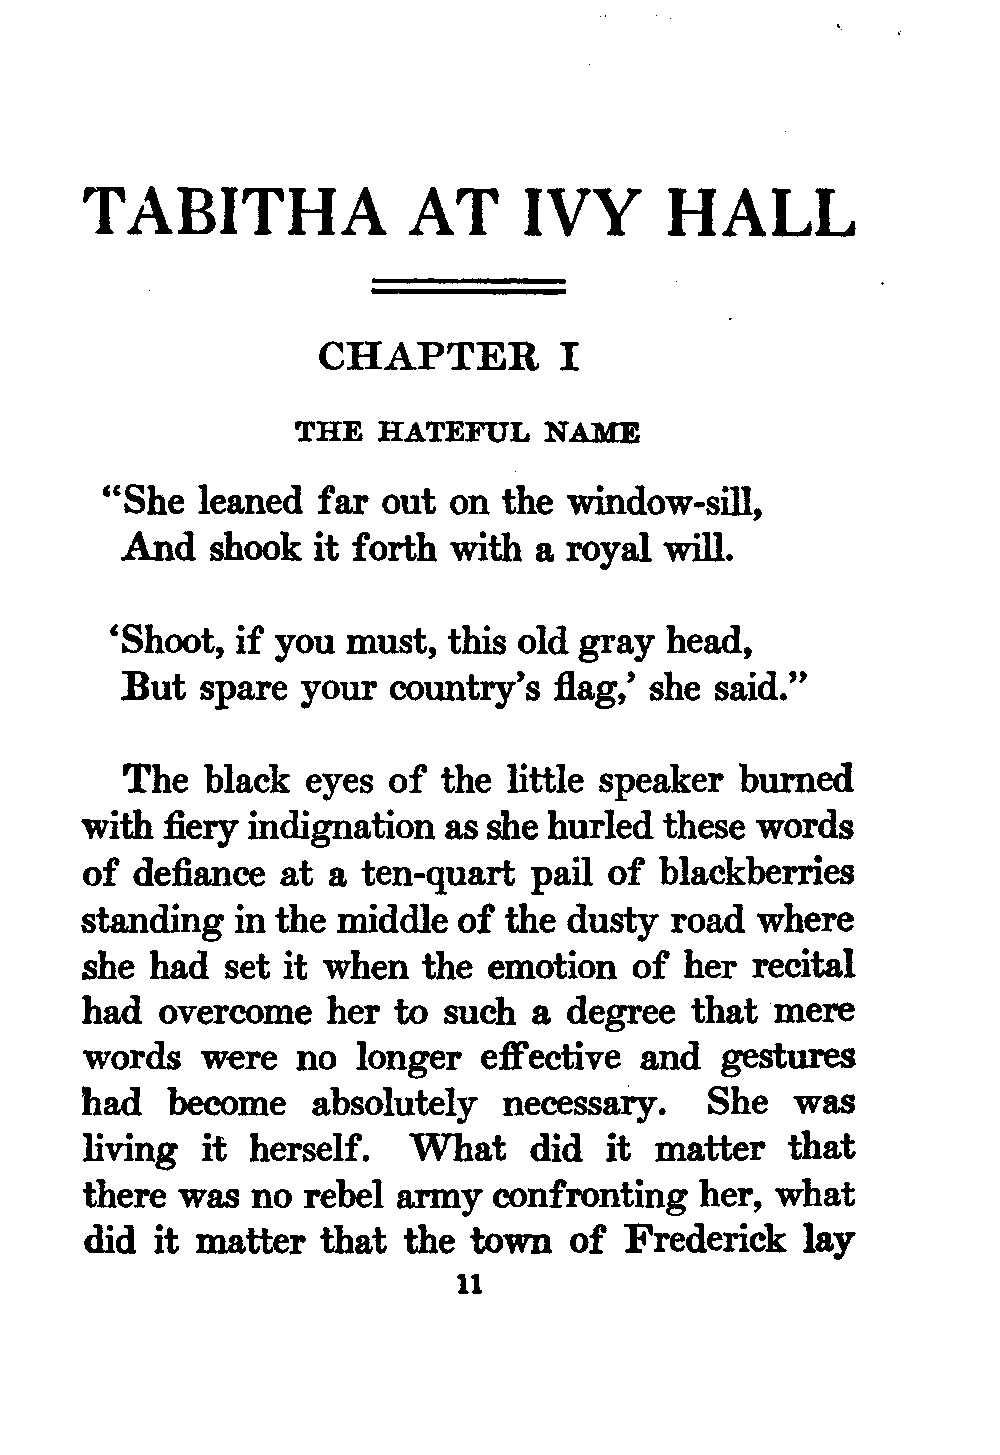 TABITHA AT IVY HALL
CHAPTER I
THE HATEFUL NAME
“She leaned far out on the window-sill,
And shook it forth with a royal will.
‘Shoot, if you must, this old gray head,
But spare your country’s flag,’ she said.”
The black eyes of the little speaker burned
with fiery indignation as she hurled these words
of defiance at a ten-quart pail of blackberries
standing in the middle of the dusty road where
she had set it when the emotion of her recital
had overcome her to such a degree that mere
words were no longer effective and gestures
had become absolutely necessary. She was
living it herself. What did it matter that
there was no rebel army confronting her, what
did it matter that the town of Frederick lay
11